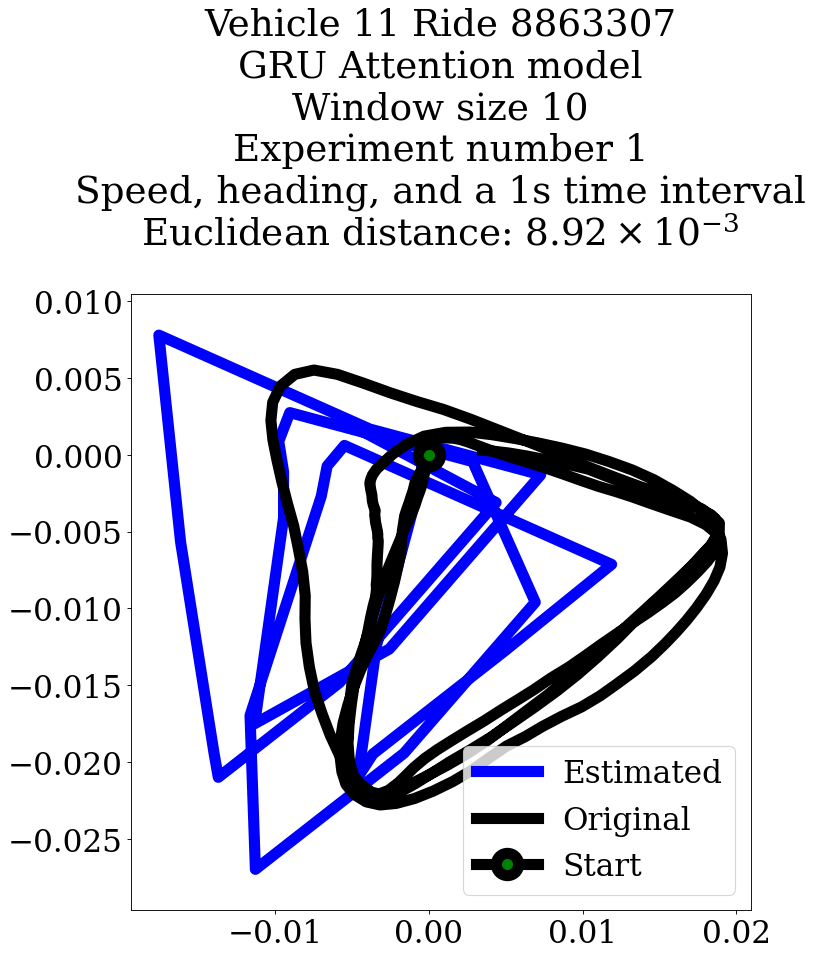 Vehicle 11 Ride 8863307
GRU Attention model
Window size 10
Experiment number 1
Speed, heading, and a 1s time interval
Euclidean distance: 8.92 × 10⁻³
0.010
0.005
0.000
−0.005
−0.010
−0.015
−0.020
−0.025
Estimated
Original
Start
−0.01
0.00
0.01
0.02